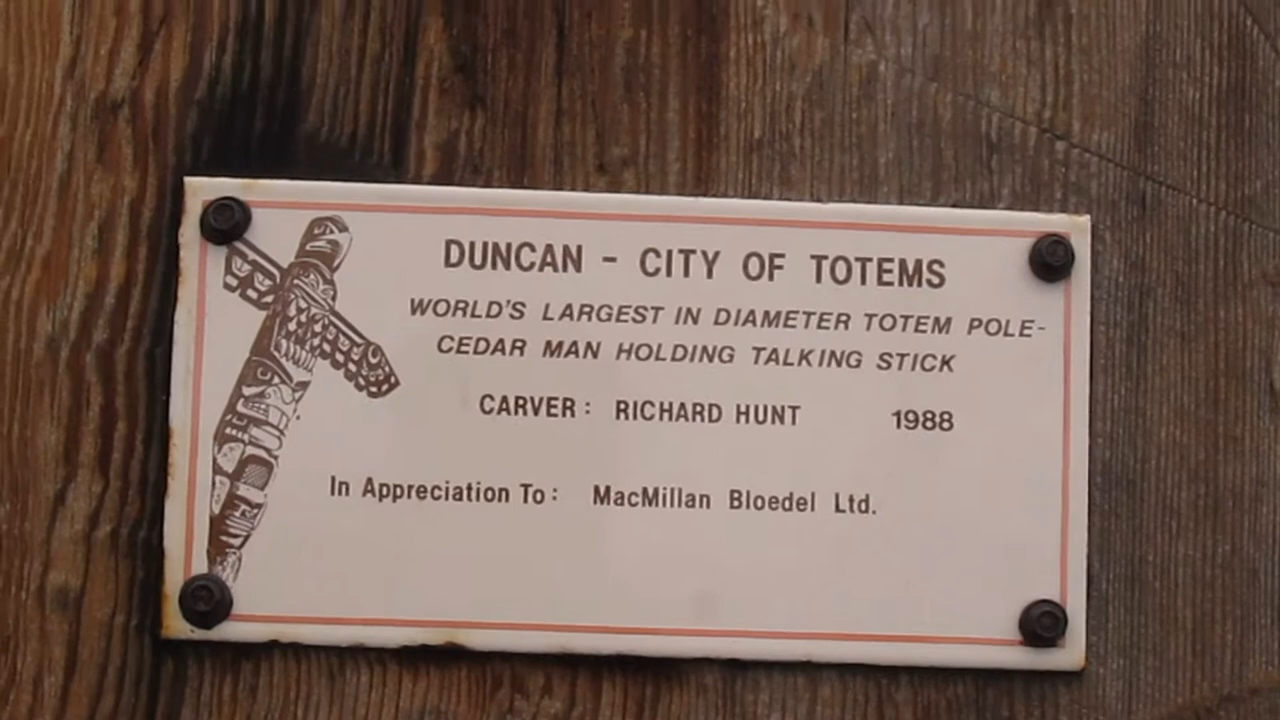 DUNCAN - CITY OF TOTEMS
WORLD'S LARGEST IN DIAMETER TOTEM POLE-
CEDAR MAN HOLDING TALKING STICK
CARVER: RICHARD HUNT 1988
In Appreciation To: MacMillan Bloedel Ltd.